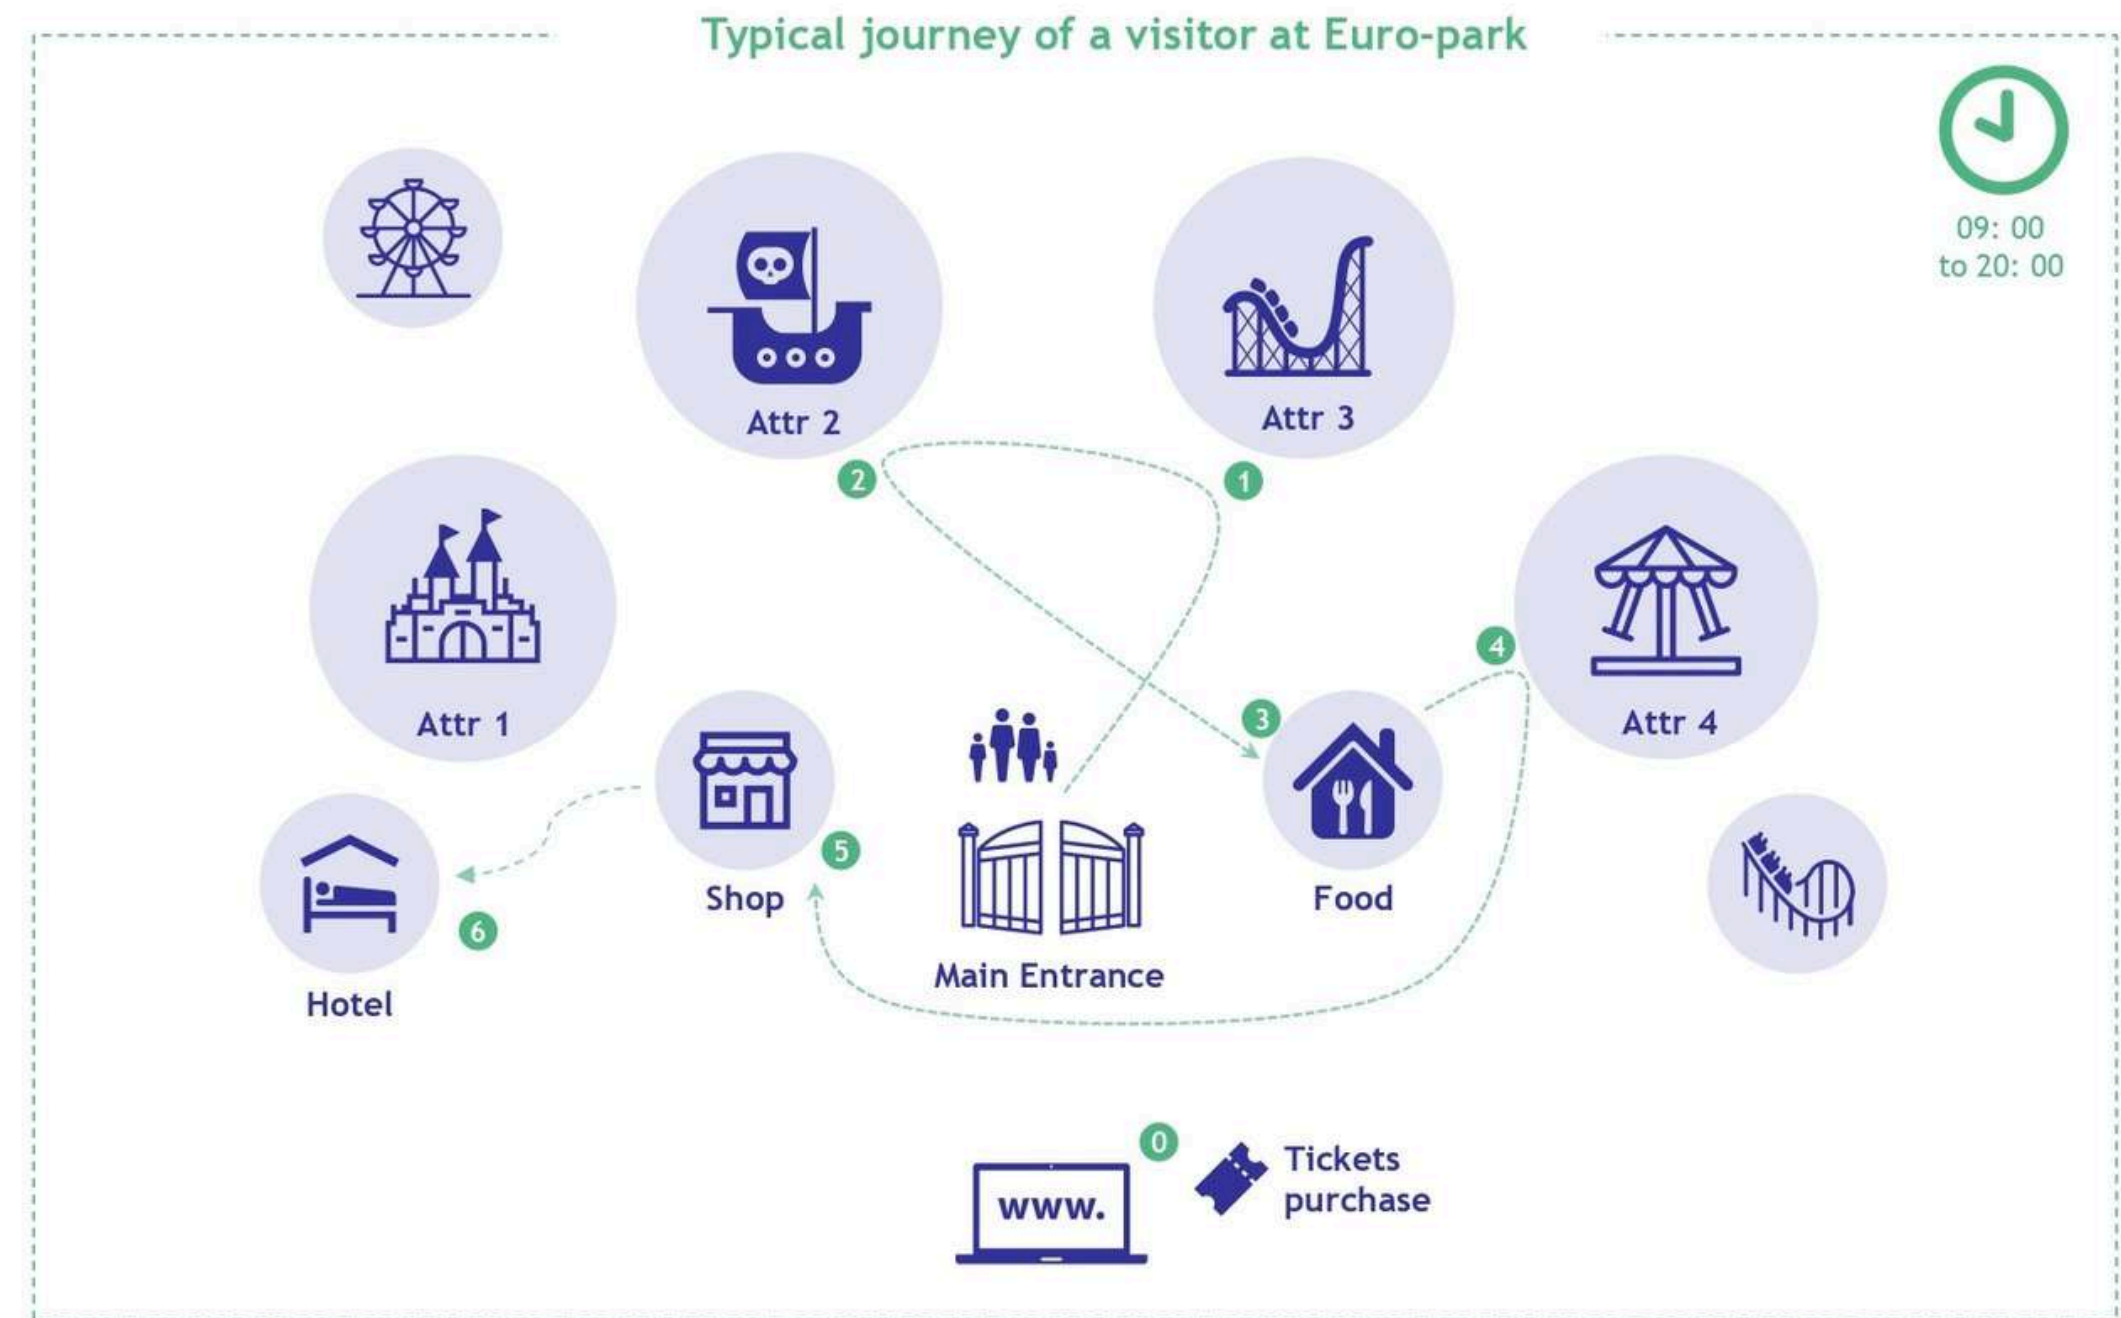 Typical journey of a visitor at Euro-park
09: 00
to 20: 00
Attr 2
Attr 3
2
1
4
Attr 1
Attr 4
3
5
Shop
Food
6
Main Entrance
Hotel
0
Tickets
purchase
www.